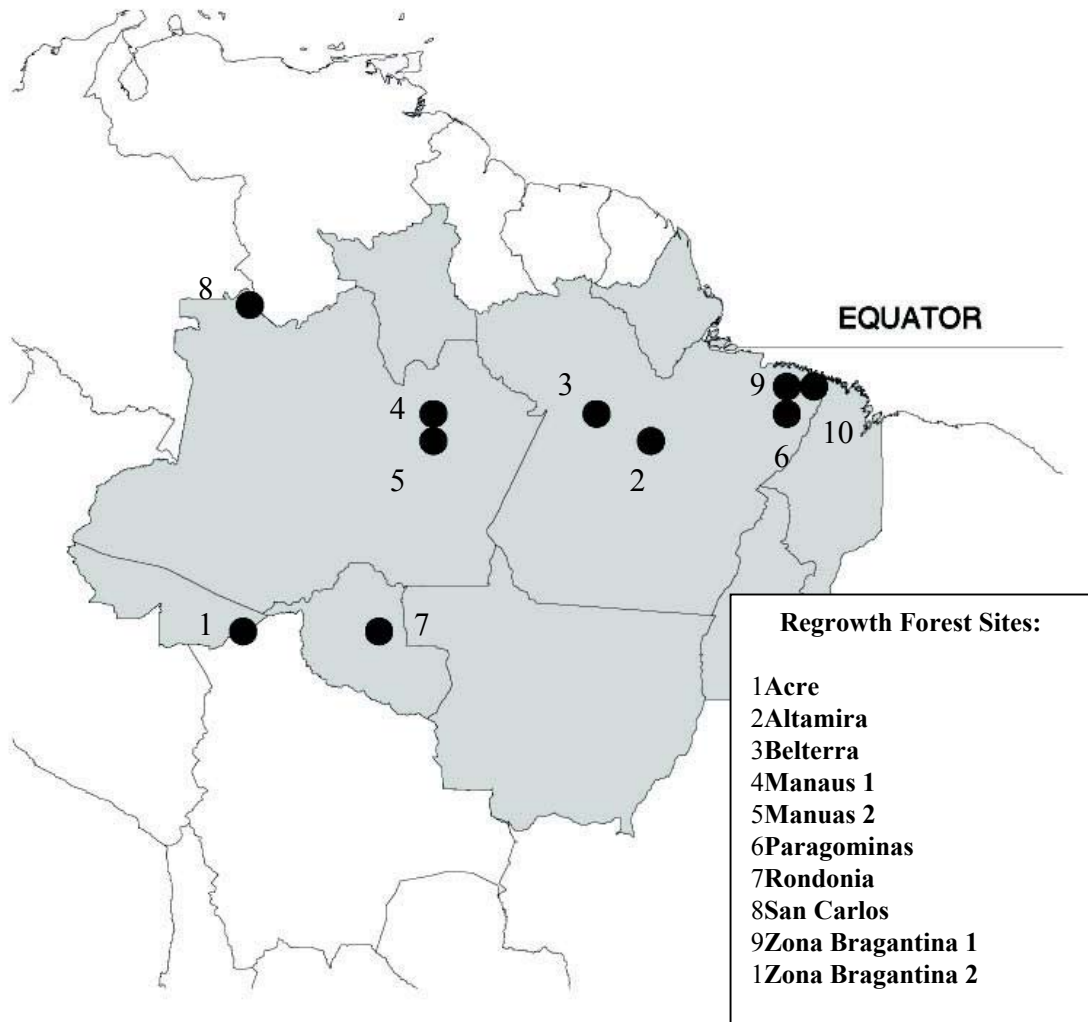 8
EQUATOR
3
9
4
10
6
5
2
1
7
Regrowth Forest Sites:
1Acre
2Altamira
3Belterra
4Manaus 1
5Manuas 2
6Paragominas
7Rondonia
8San Carlos
9Zona Bragantina 1
1Zona Bragantina 2